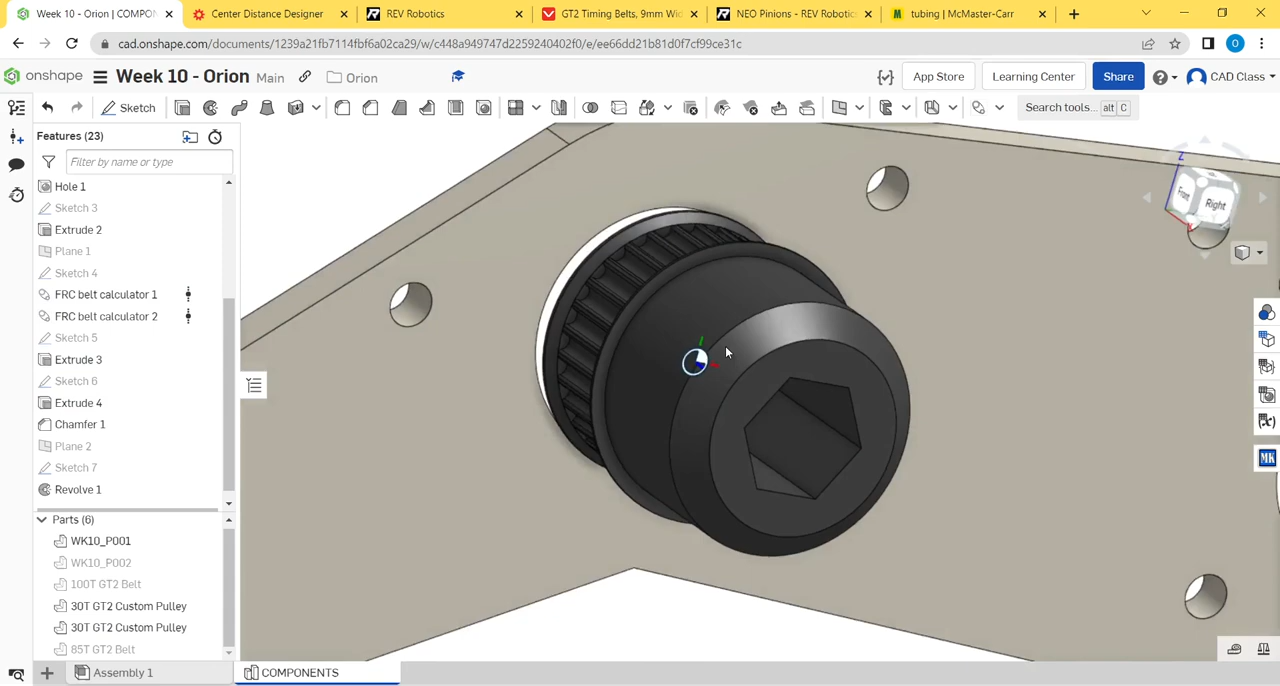 Week 10 - Orion | COMPO
Center Distance Designer
REV Robotics
GT2 Timing Belts, 9mm Wi
NEO Pinions - REV Robotic
tubing | McMaster-Carr
cad.onshape.com/documents/1239a21fb7114fbf6a02ca29/w/c448a949747d2259240402f0/e/ee66dd21b81d0f7cf99ce31c
onshape
Week 10 - Orion
Main
Orion
App Store
Learning Center
Share
CAD Class
Sketch
Search tools...
alt
C
Features (23)
Filter by name or type
Hole 1
Sketch 3
Extrude 2
Plane 1
Sketch 4
FRC belt calculator 1
FRC belt calculator 2
Sketch 5
Extrude 3
Sketch 6
Extrude 4
Chamfer 1
Plane 2
Sketch 7
Revolve 1
Parts (6)
WK10_P001
WK10_P002
100T GT2 Belt
30T GT2 Custom Pulley
30T GT2 Custom Pulley
85T GT2 Belt
Z
Front
Right
X
MK
Assembly 1
COMPONENTS